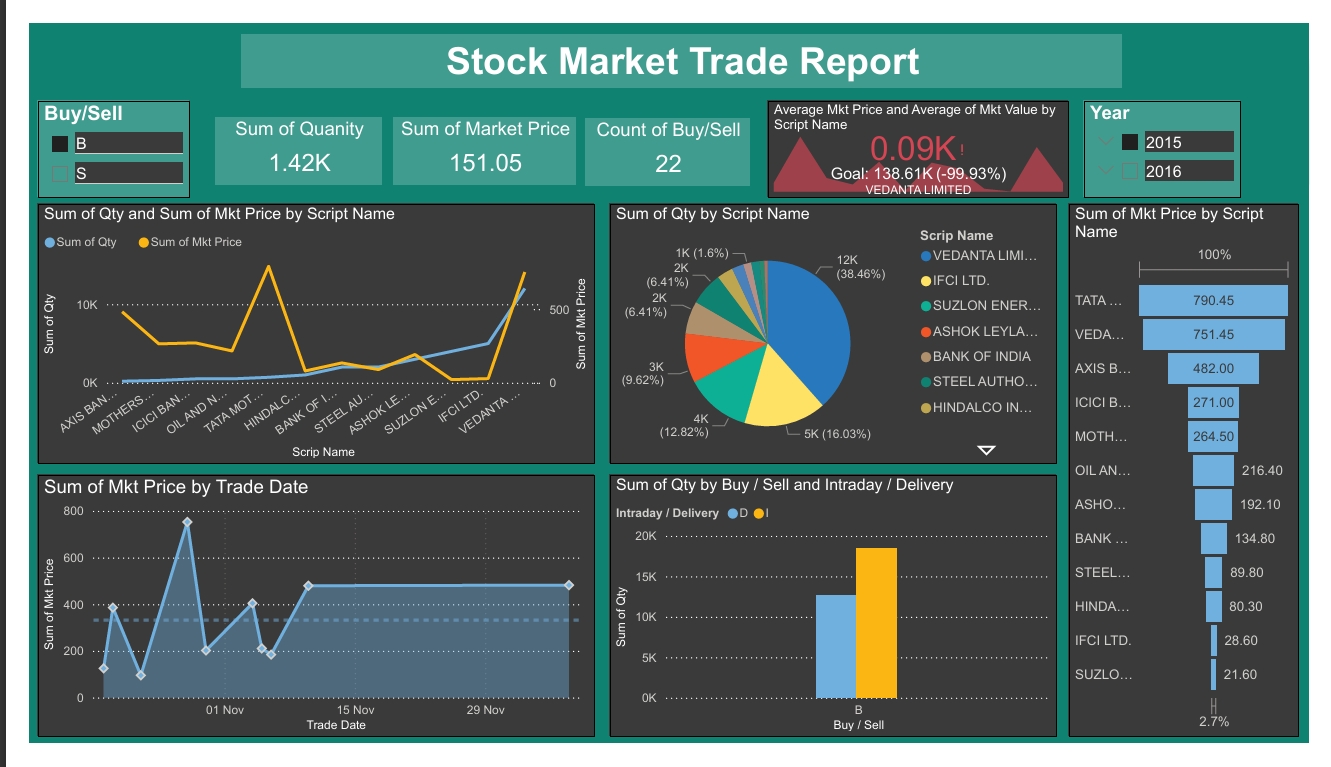 Stock Market Trade Report
Buy/Sell
B
S
Sum of Quanity
1.42K
Sum of Market Price
151.05
Count of Buy/Sell
22
Average Mkt Price and Average of Mkt Value by
Script Name
0.09K!
Goal: 138.61K (-99.93%)
VEDANTA LIMITED
Year
2015
2016
Sum of Qty and Sum of Mkt Price by Script Name
Sum of Qty
Sum of Mkt Price
Sum of Qty
10K
0K
500
0
Sum of Mkt Price
AXIS BAN...
MOTHERS...
ICICI BAN...
OIL AND N...
TATA MOT...
HINDALC...
BANK OF I...
STEEL AU...
ASHOK LE...
SUZLON E...
IFCI LTD.
VEDANTA ...
Scrip Name
Sum of Qty by Script Name
12K
(38.46%)
5K (16.03%)
4K
(12.82%)
3K
(9.62%)
2K
(6.41%)
2K
(6.41%)
1K (1.6%)
Scrip Name
VEDANTA LIMI...
IFCI LTD.
SUZLON ENER...
ASHOK LEYLA...
BANK OF INDIA
STEEL AUTHO...
HINDALCO IN...
Sum of Mkt Price by Script
Name
100%
TATA ... 790.45
VEDA... 751.45
AXIS B... 482.00
ICICI B... 271.00
MOTH... 264.50
OIL AN... 216.40
ASHO... 192.10
BANK ... 134.80
STEEL... 89.80
HINDA... 80.30
IFCI LTD. 28.60
SUZLO... 21.60
2.7%
Sum of Mkt Price by Trade Date
Sum of Mkt Price
800
600
400
200
0
01 Nov
15 Nov
29 Nov
Trade Date
Sum of Qty by Buy / Sell and Intraday / Delivery
Intraday / Delivery D I
Sum of Qty
20K
15K
10K
5K
0K
B
Buy / Sell